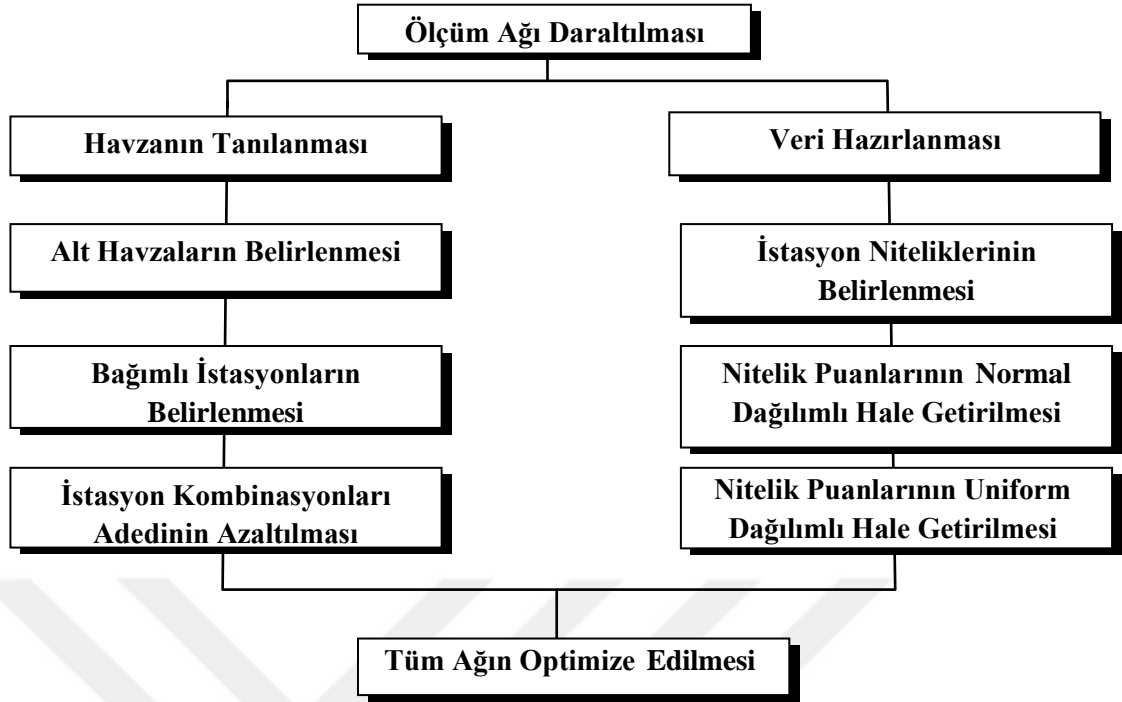 Ölçüm Ağı Daraltılması
Havzanın Tanılanması
Veri Hazırlanması
Alt Havzaların Belirlenmesi
İstasyon Niteliklerinin
Belirlenmesi
Bağımlı İstasyonların
Belirlenmesi
Nitelik Puanlarının Normal
Dağılımlı Hale Getirilmesi
İstasyon Kombinasyonları
Adedinin Azaltılması
Nitelik Puanlarının Uniform
Dağılımlı Hale Getirilmesi
Tüm Ağın Optimize Edilmesi